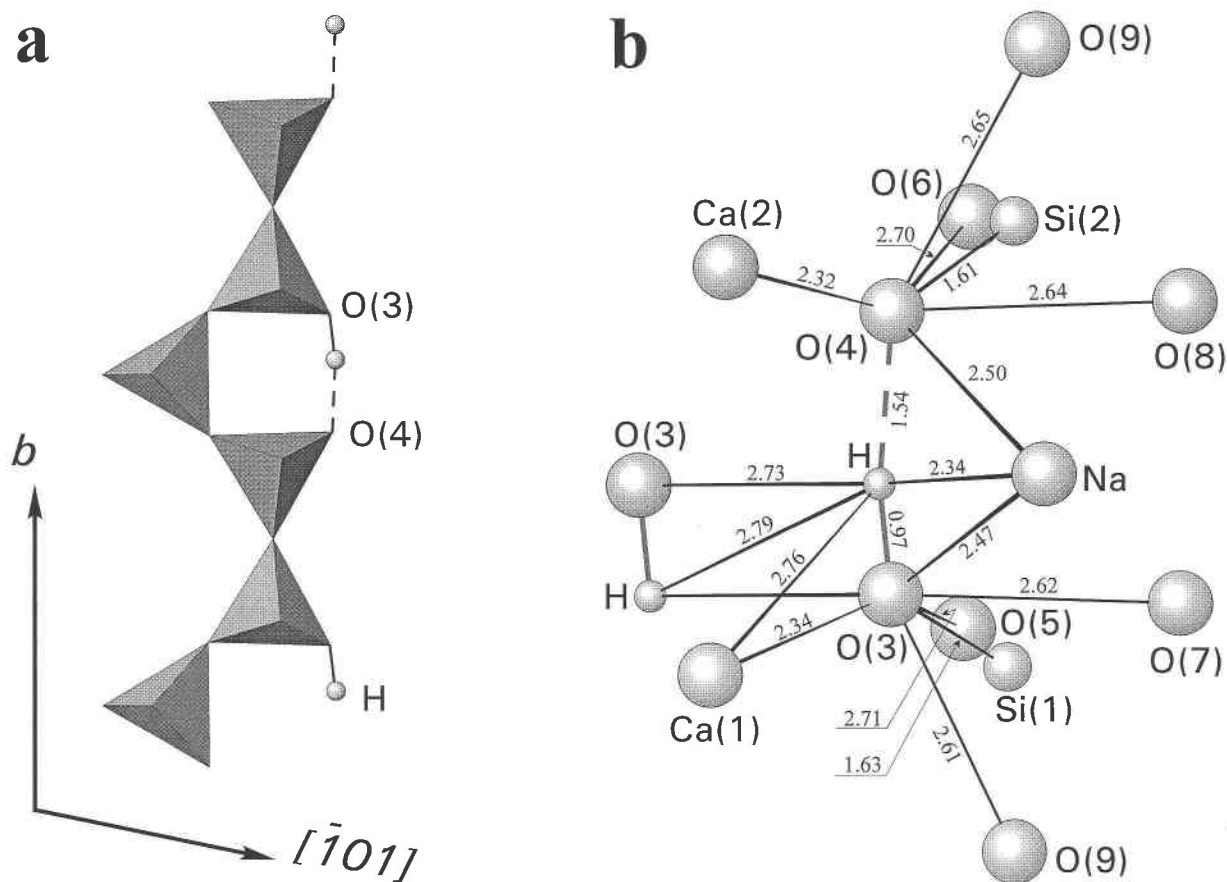 a
O(3)
O(4)
b
H
[1̄01]
b
O(9)
2.65
O(6)
Ca(2)
Si(2)
2.70
2.32
1.61
2.64
O(4)
O(8)
2.50
1.54
O(3)
H
2.73
2.34
Na
2.79
0.97
2.47
2.76
H
2.62
2.34
O(3)
O(5)
O(7)
Ca(1)
2.71
Si(1)
1.63
2.61
O(9)